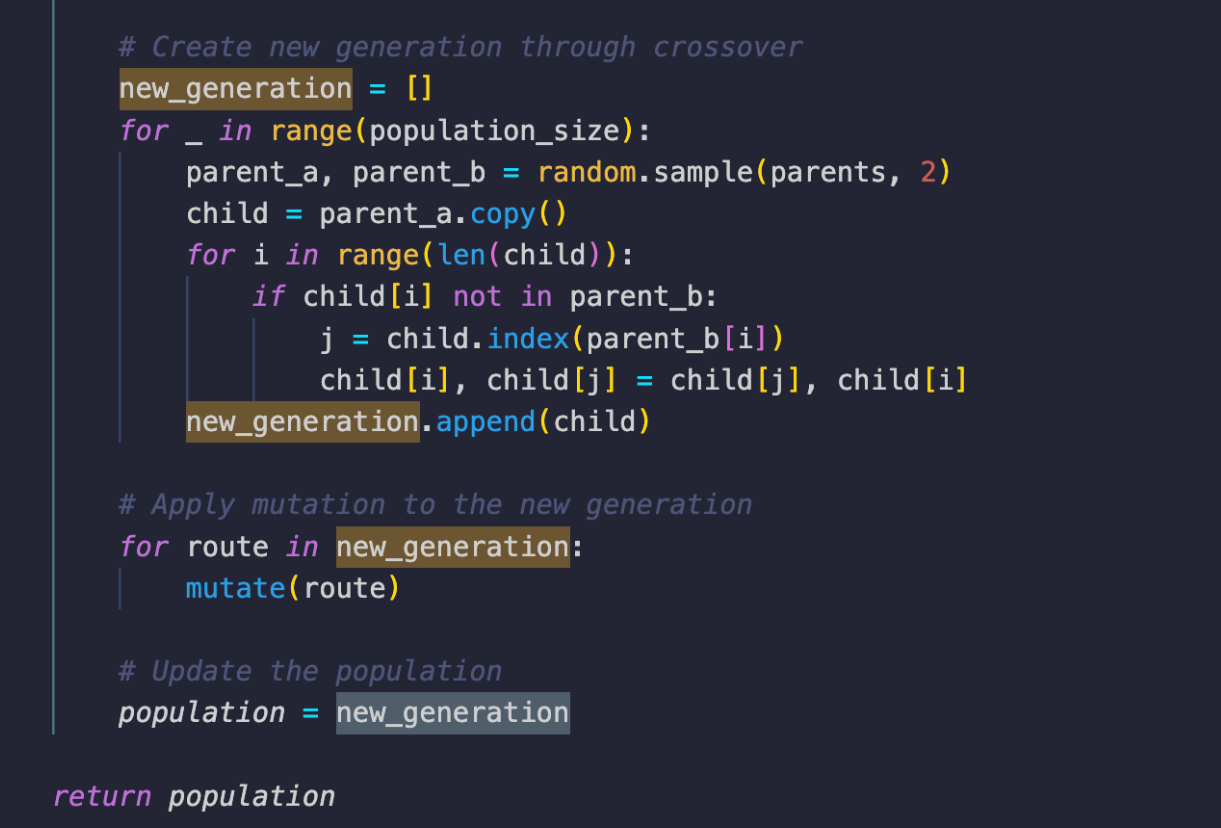 # Create new generation through crossover
new_generation = []
for _ in range(population_size):
parent_a, parent_b = random.sample(parents, 2)
child = parent_a.copy()
for i in range(len(child)):
if child[i] not in parent_b:
j = child.index(parent_b[i])
child[i], child[j] = child[j], child[i]
new_generation.append(child)
# Apply mutation to the new generation
for route in new_generation:
mutate(route)
# Update the population
population = new_generation
return population